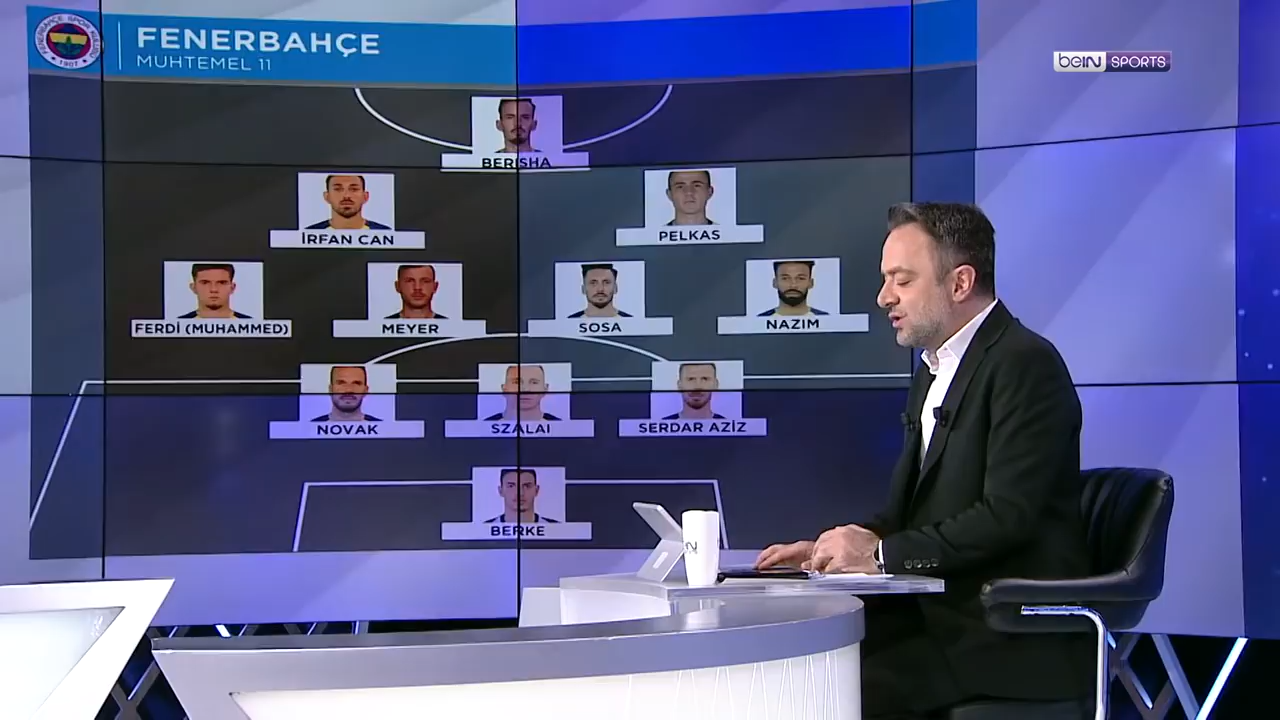 FENERBAHÇE
MUHTEMEL 11
beIN SPORTS
1907
BERISHA
İRFAN CAN
PELKAS
FERDİ (MUHAMMED)
MEYER
SOSA
NAZIM
NOVAK
SZALAI
SERDAR AZİZ
BERKE